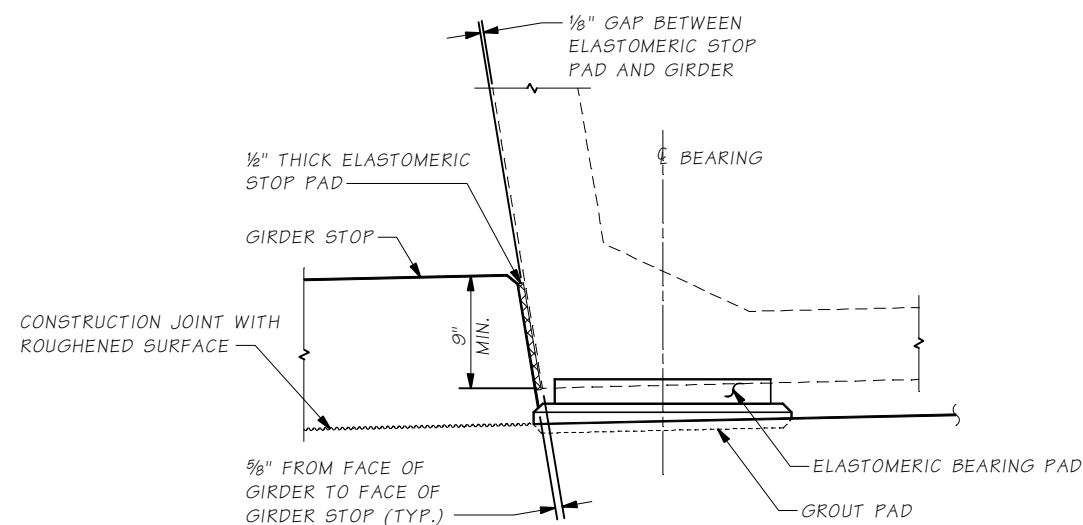 ⅛" GAP BETWEEN
ELASTOMERIC STOP
PAD AND GIRDER
℄ BEARING
½" THICK ELASTOMERIC
STOP PAD
GIRDER STOP
9"
MIN.
CONSTRUCTION JOINT WITH
ROUGHENED SURFACE
⅝" FROM FACE OF
GIRDER TO FACE OF
GIRDER STOP (TYP.)
ELASTOMERIC BEARING PAD
GROUT PAD